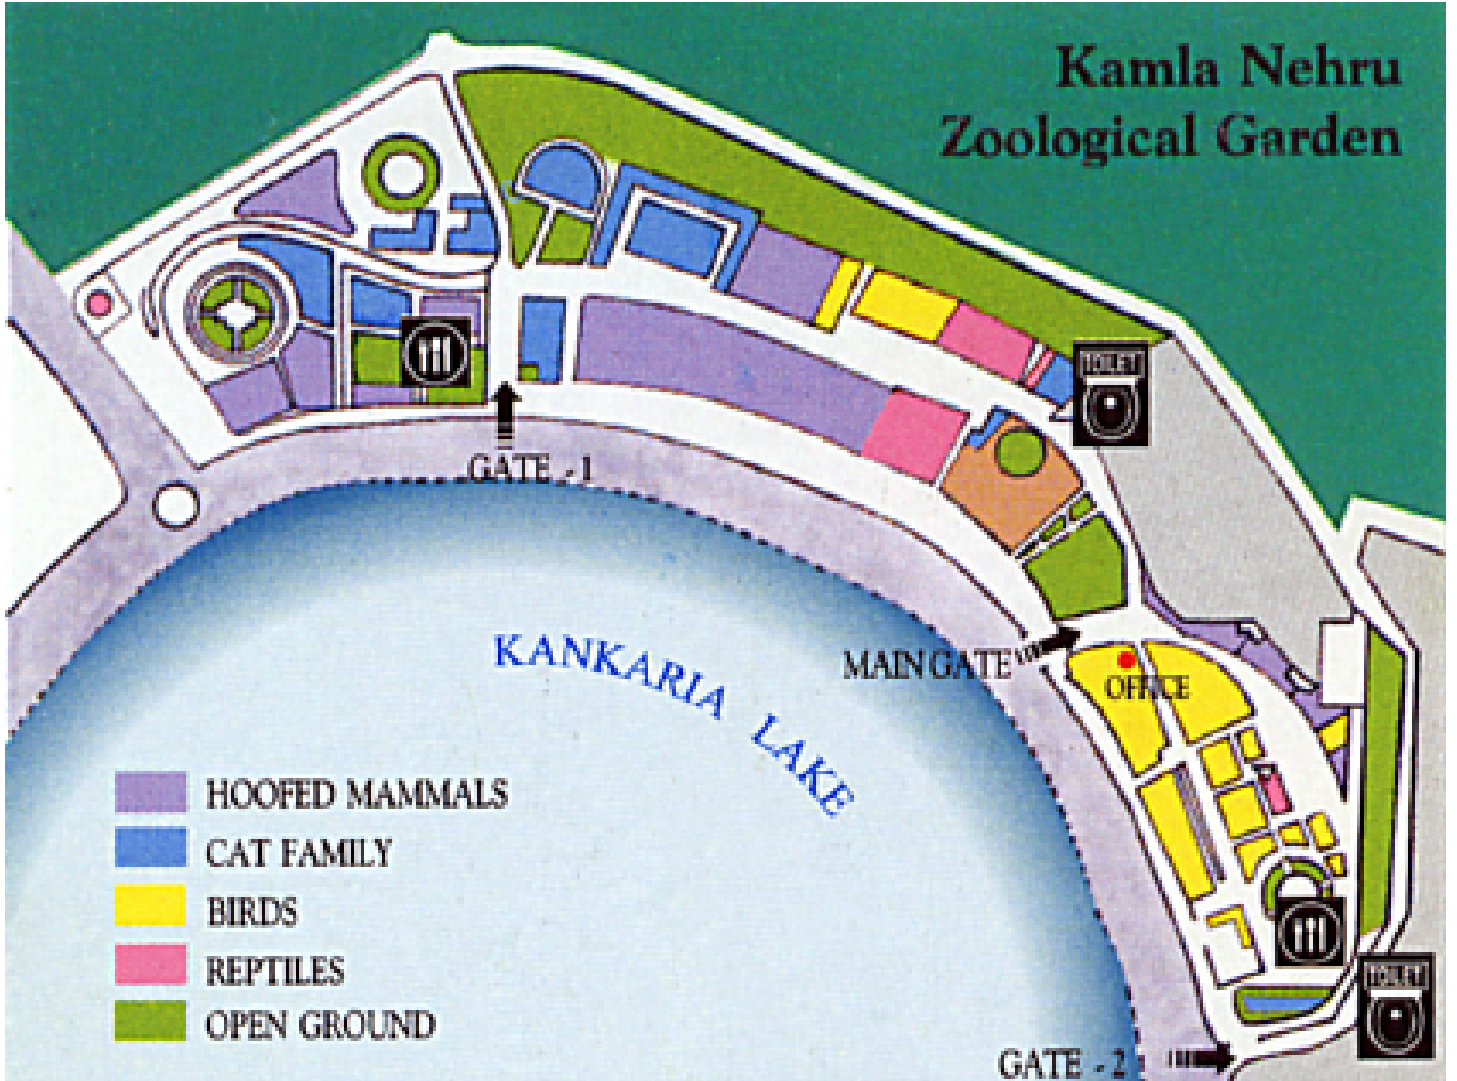 Kamla Nehru
Zoological Garden
TOILET
GATE - 1
KANKARIA LAKE
MAIN GATE
OFFICE
HOOFED MAMMALS
CAT FAMILY
BIRDS
REPTILES
OPEN GROUND
TOILET
GATE - 2